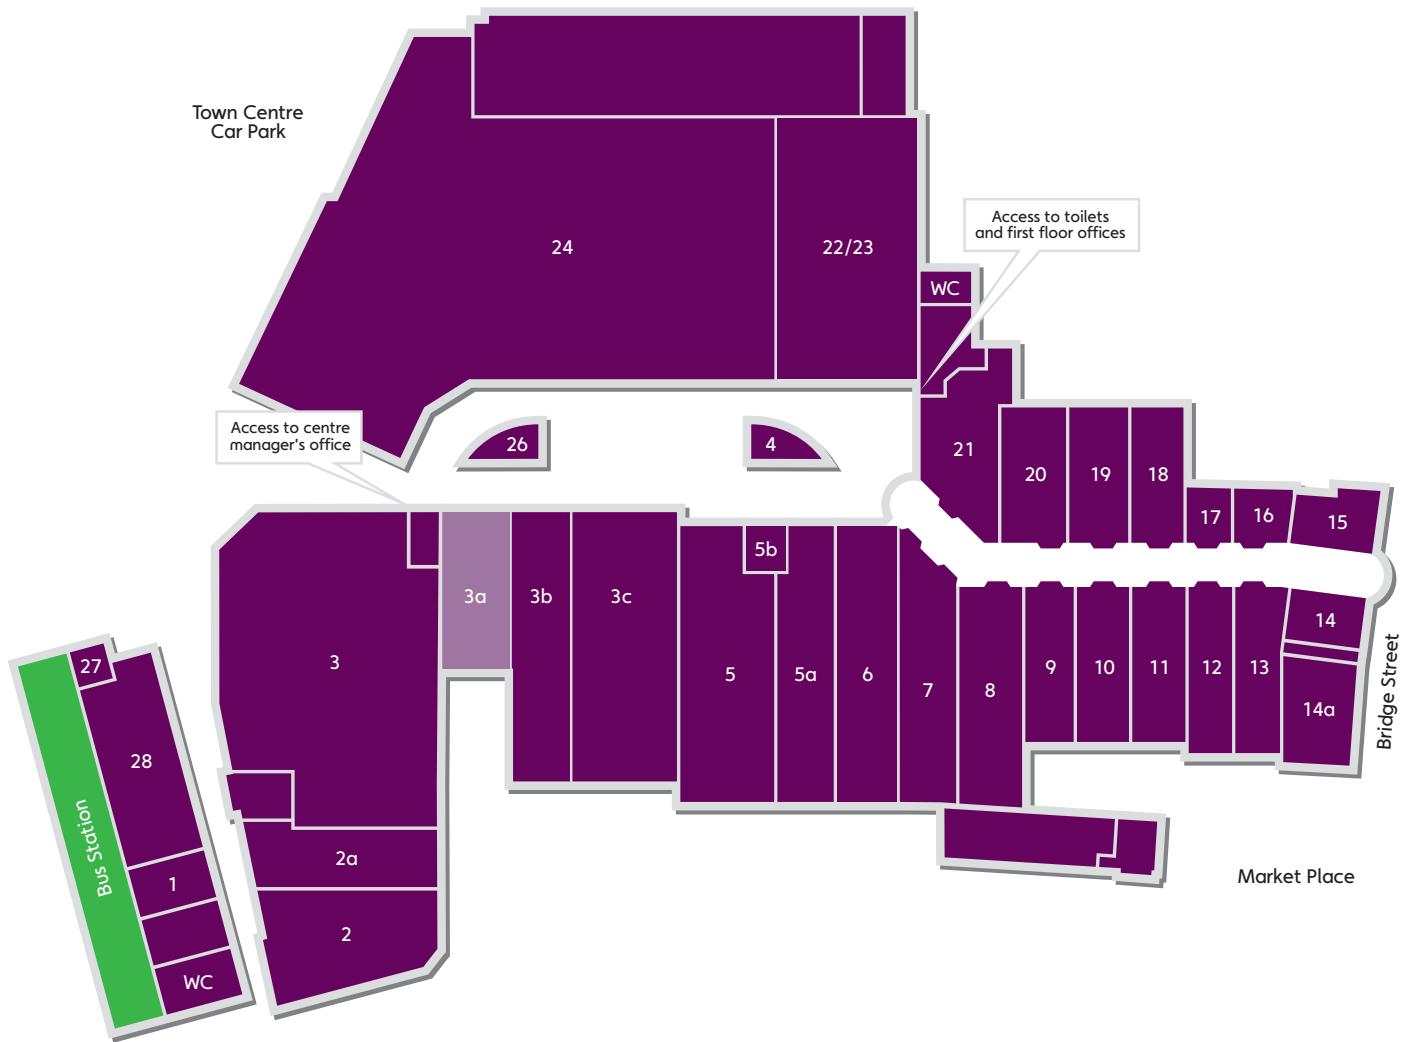 Town Centre
Car Park
24
22/23
Access to toilets
and first floor offices
WC
Access to centre
manager's office
26
4
21
20
19
18
17
16
15
3a
3b
3c
5b
3
5
5a
6
7
8
9
10
11
12
13
14
14a
Bridge Street
27
28
Bus Station
1
WC
2a
2
Market Place